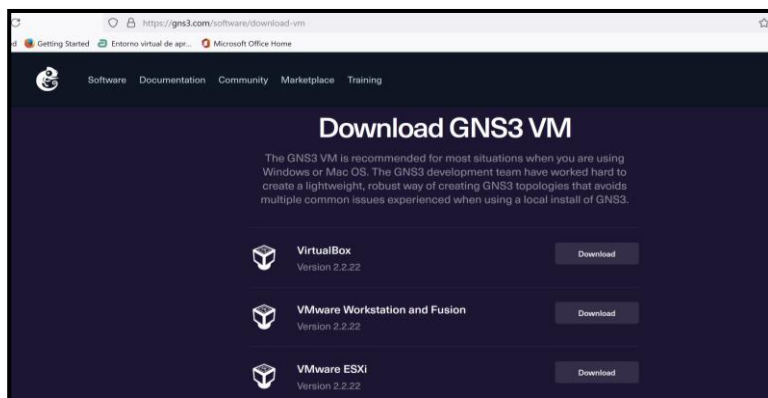 https://gns3.com/software/download-vm
d Getting Started Entorno virtual de apr... Microsoft Office Home
Software Documentation Community Marketplace Training
Download GNS3 VM
The GNS3 VM is recommended for most situations when you are using
Windows or Mac OS. The GNS3 development team have worked hard to
create a lightweight, robust way of creating GNS3 topologies that avoids
multiple common issues experienced when using a local install of GNS3.
VirtualBox
Version 2.2.22
Download
VMware Workstation and Fusion
Version 2.2.22
Download
VMware ESXi
Version 2.2.22
Download